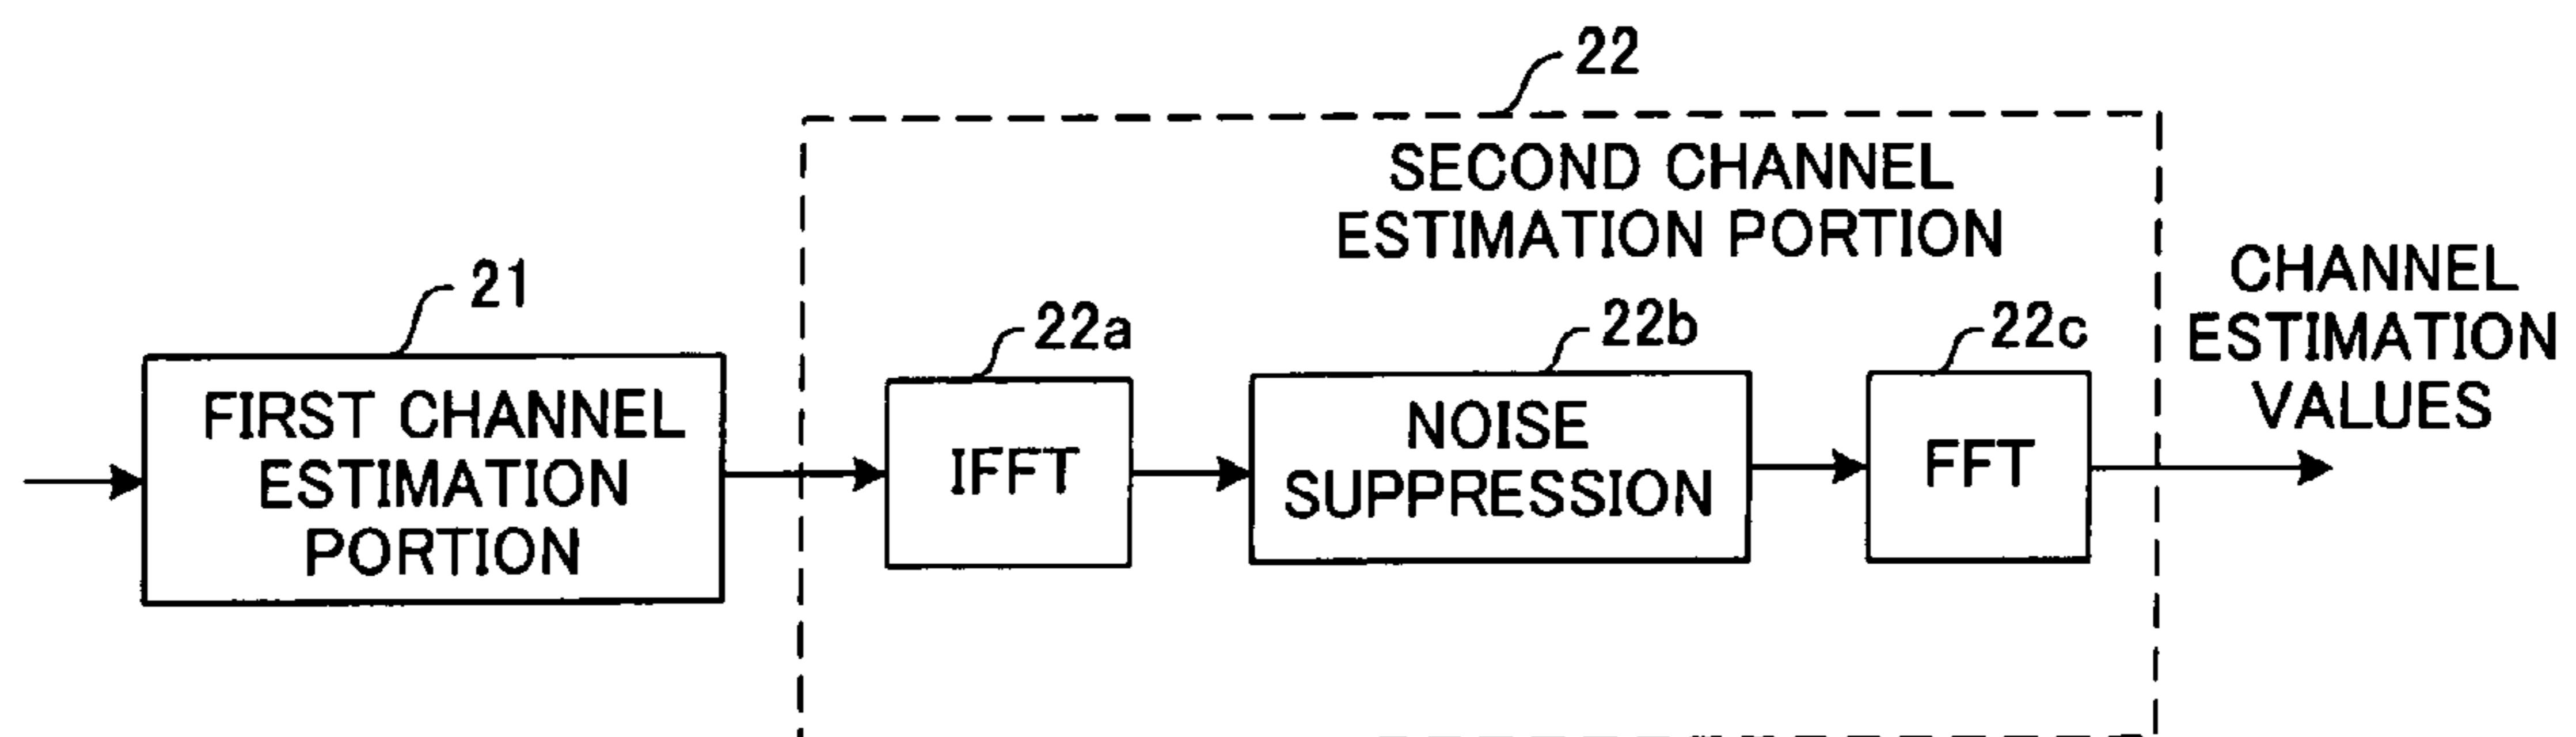 22
SECOND CHANNEL
ESTIMATION PORTION
CHANNEL
ESTIMATION
VALUES
21
22a
22b
22c
FIRST CHANNEL
ESTIMATION
PORTION
IFFT
NOISE
SUPPRESSION
FFT